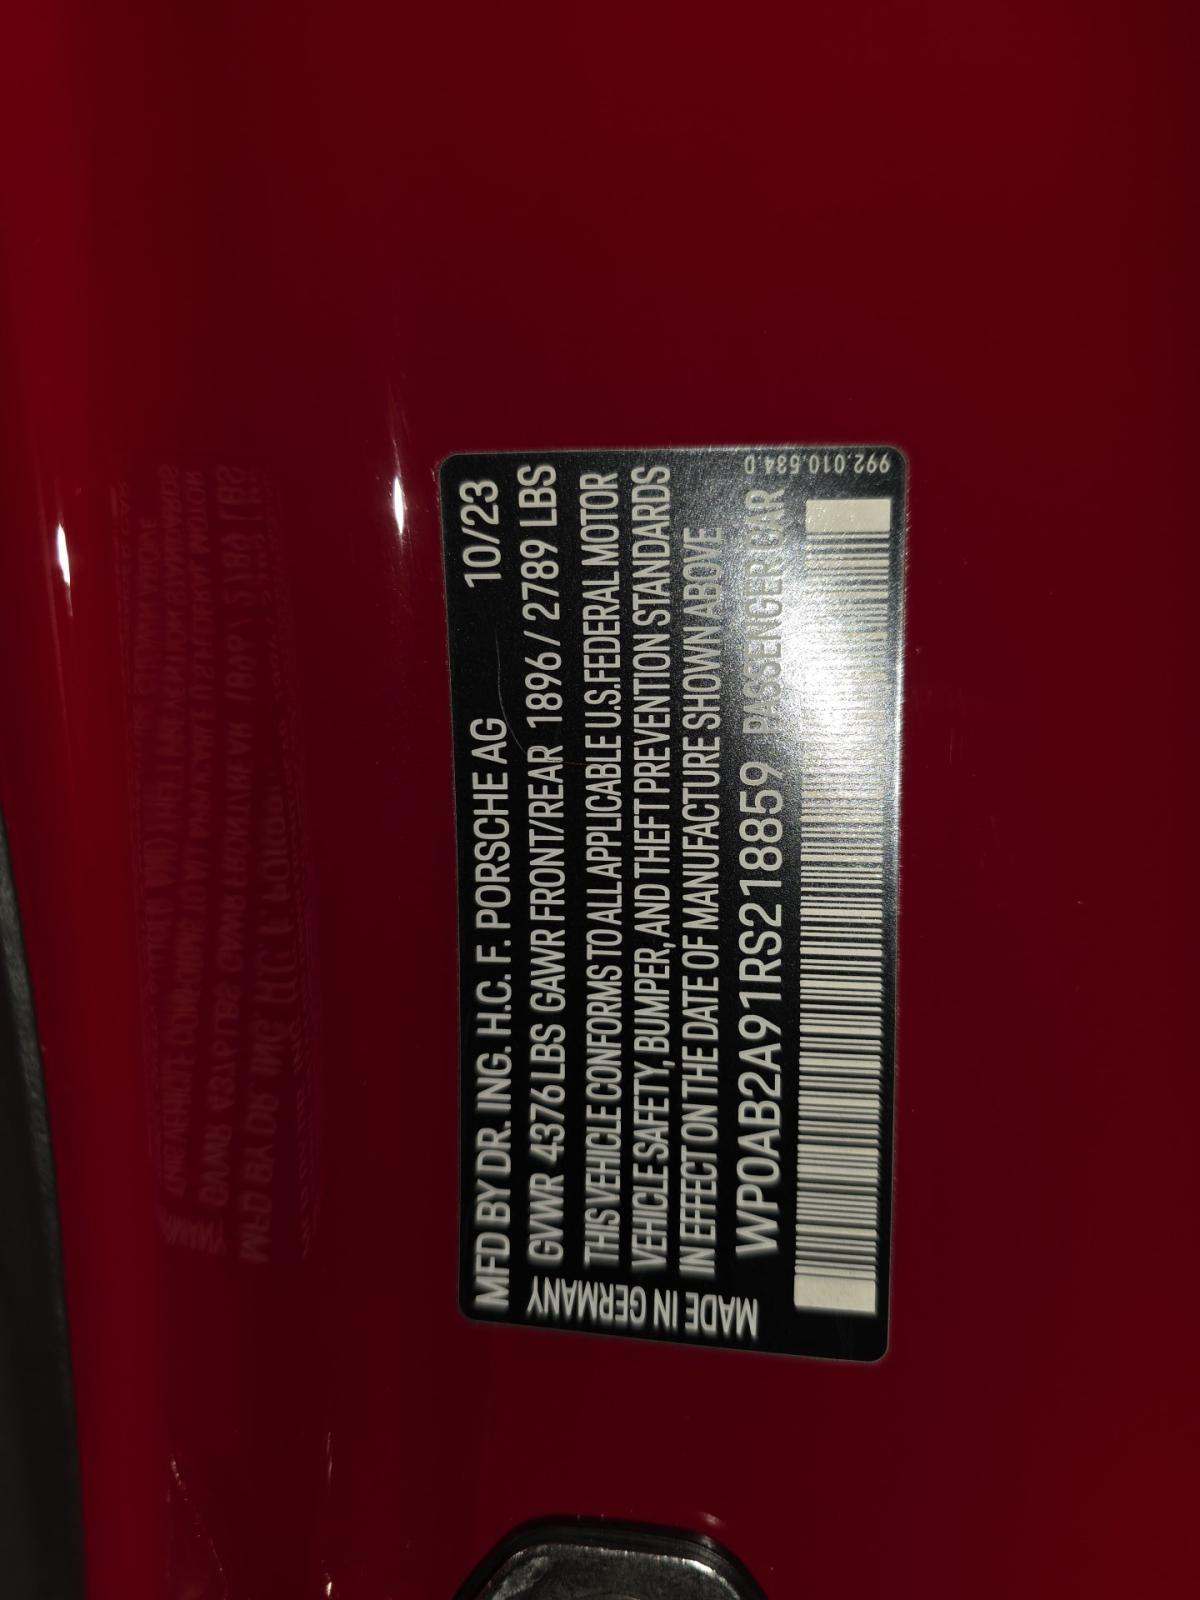 MFD BY DR. ING. H.C. F. PORSCHE AG 10/23
GVWR 4376 LBS GAWR FRONT/REAR 1896 / 2789 LBS
THIS VEHICLE CONFORMS TO ALL APPLICABLE U.S. FEDERAL MOTOR
VEHICLE SAFETY, BUMPER, AND THEFT PREVENTION STANDARDS
IN EFFECT ON THE DATE OF MANUFACTURE SHOWN ABOVE
WP0AB2A91RS218859 PASSENGER CAR
MADE IN GERMANY
992.010.534.0